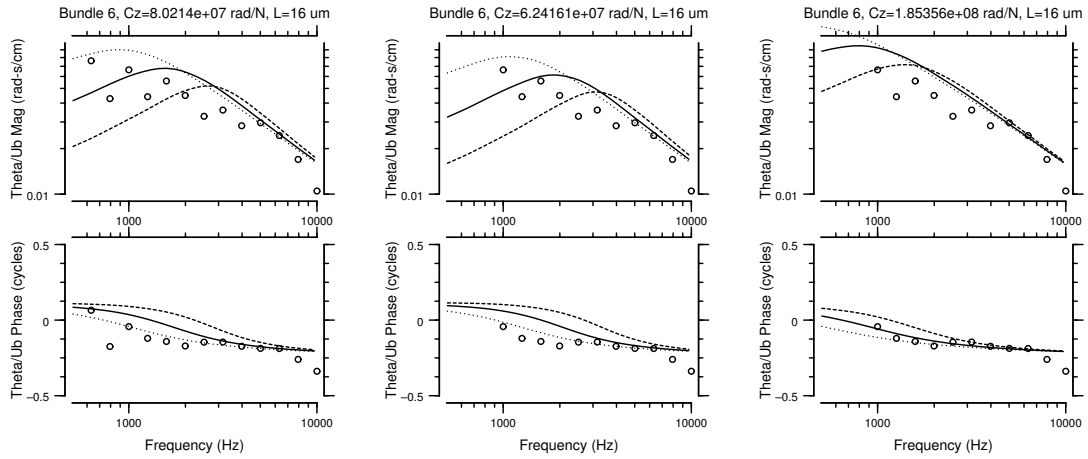 Bundle 6, Cz=8.0214e+07 rad/N, L=16 um
Theta/Ub Mag (rad-s/cm)
0.01
1000
10000
Theta/Ub Phase (cycles)
0.5
0
−0.5
1000
10000
Frequency (Hz)
Bundle 6, Cz=6.24161e+07 rad/N, L=16 um
Theta/Ub Mag (rad-s/cm)
0.01
1000
10000
Theta/Ub Phase (cycles)
0.5
0
−0.5
1000
10000
Frequency (Hz)
Bundle 6, Cz=1.85356e+08 rad/N, L=16 um
Theta/Ub Mag (rad-s/cm)
0.01
1000
10000
Theta/Ub Phase (cycles)
0.5
0
−0.5
1000
10000
Frequency (Hz)